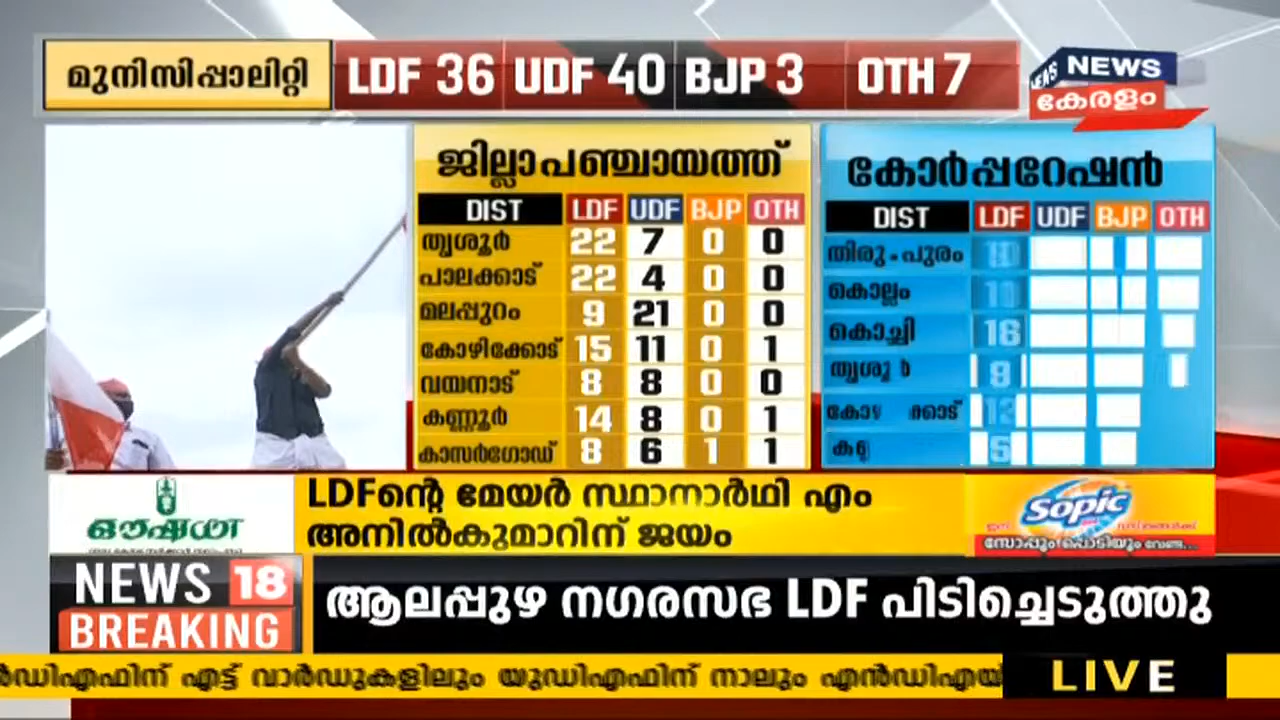 മുനിസിപ്പാലിറ്റി LDF 36 UDF 40 BJP 3 OTH 7
NEWS
കേരളം
ജില്ലാപഞ്ചായത്ത്
DIST LDF UDF BJP OTH
തൃശൂർ 22 7 0 0
പാലക്കാട് 22 4 0 0
മലപ്പുറം 9 21 0 0
കോഴിക്കോട് 15 11 0 1
വയനാട് 8 8 0 0
കണ്ണൂർ 14 8 0 1
കാസർഗോഡ് 8 6 1 1
കോർപ്പറേഷൻ
DIST LDF UDF BJP OTH
തിരു.പുരം
കൊല്ലം
കൊച്ചി 16
ഔഷധി
LDFന്റെ മേയർ സ്ഥാനാർഥി എം
അനിൽകുമാറിന് ജയം
Sopic
സോപ്പും പൊടിയും വേണ്ട...
NEWS 18
BREAKING
ആലപ്പുഴ നഗരസഭ LDF പിടിച്ചെടുത്തു
ൽഡിഎഫിന് എട്ട് വാർഡുകളിലും യുഡിഎഫിന് നാലും എൻഡിഎയ്
LIVE